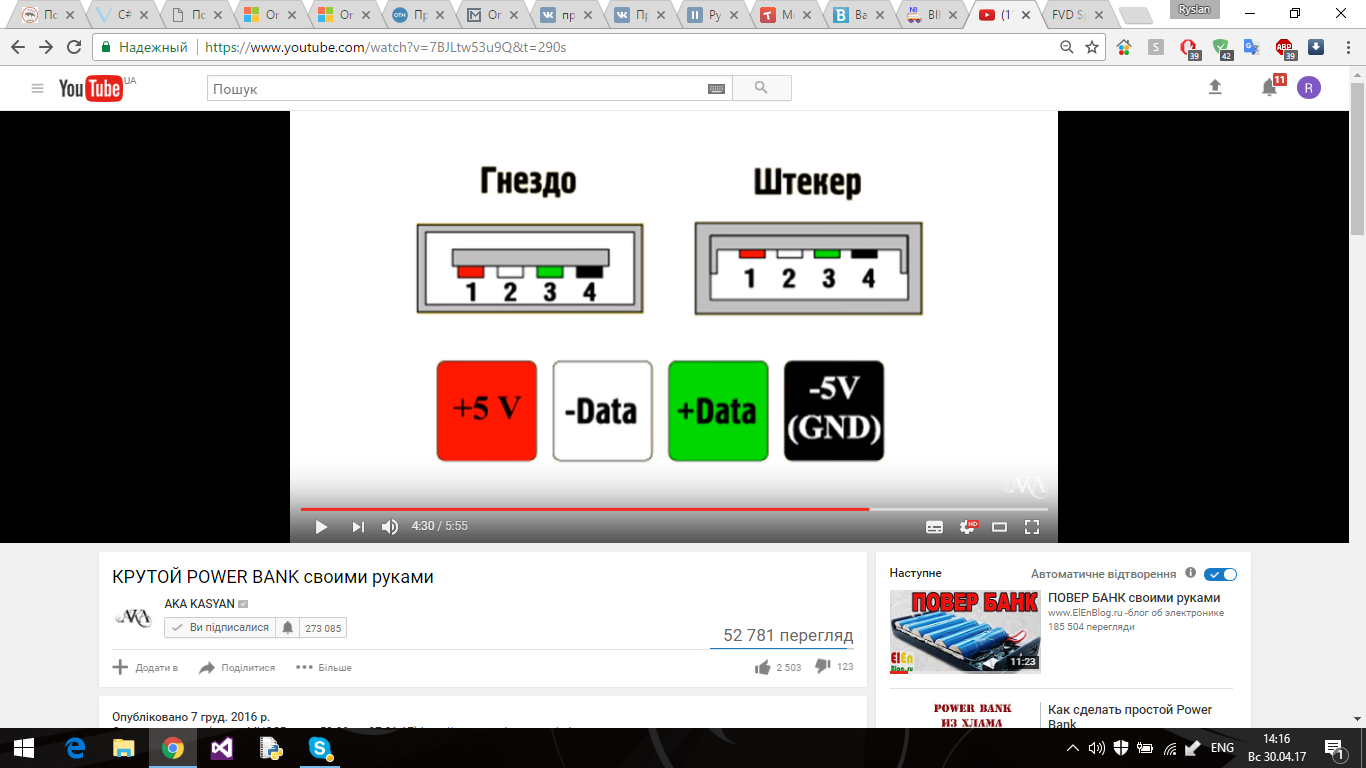 По
C#
По
Or
Or
Пр
Or
пр
Пр
Ру
М
Ва
(1
FVD Sp
Ryslan
Надежный
https://www.youtube.com/watch?v=7BJLtw53u9Q&t=290s
39
42
39
YouTube UA
Пошук
11
R
Гнездо
Штекер
1 2 3 4
1 2 3 4
+5 V
-Data
+Data
-5V
(GND)
AKA
4:30 / 5:55
HD
КРУТОЙ POWER BANK своими руками
AKA KASYAN
Ви підписалися
273 085
52 781 перегляд
Додати в
Поділитися
Більше
2 503
123
Опубліковано 7 груд. 2016 р.
Наступне
Автоматичне відтворення
ПОВЕР БАНК
ElEn
Blog.ru
11:23
ПОВЕР БАНК своими руками
www.ElEnBlog.ru -блог об электронике
185 504 перегляди
POWER BANK
ИЗ ХЛАМА
Как сделать простой Power
Bank
ENG
14:16
Вс 30.04.17
1